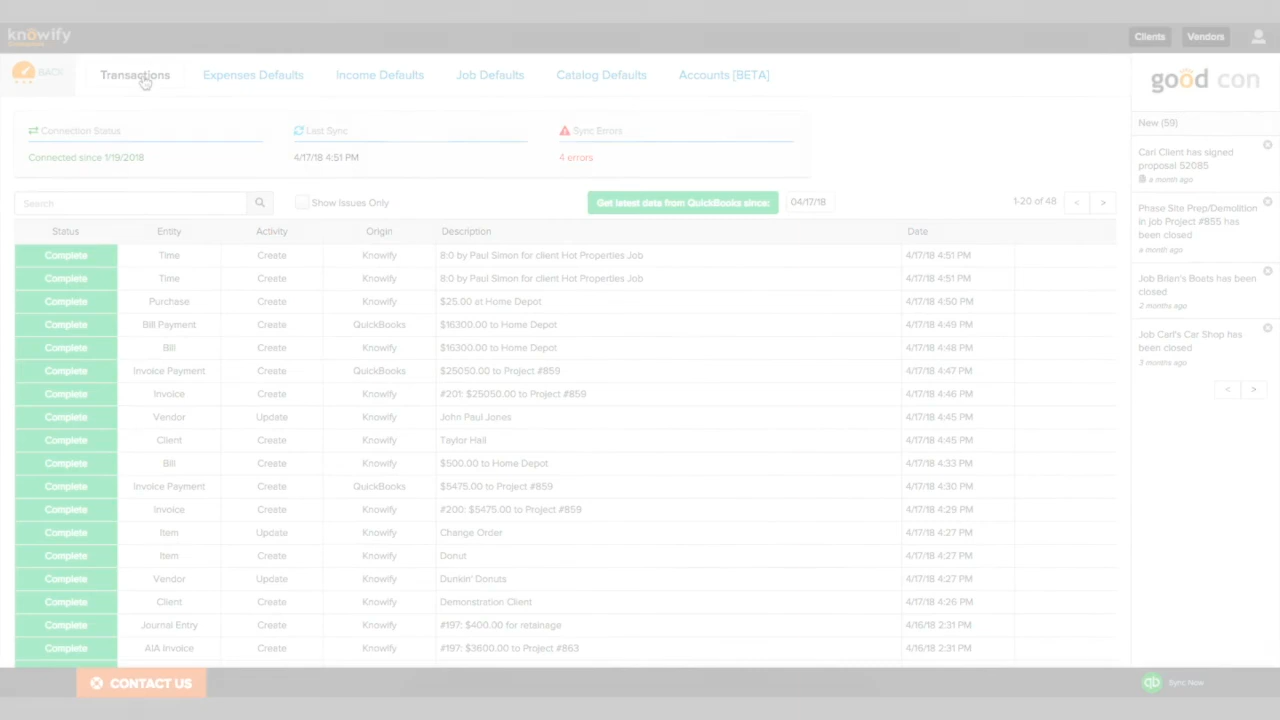 knowify
Clients
Vendors
BACK
Transactions
Expenses Defaults
Income Defaults
Job Defaults
Catalog Defaults
Accounts [BETA]
good con
Connection Status
Last Sync
Sync Errors
Connected since 1/19/2018
4/17/18 4:51 PM
4 errors
Search
Show Issues Only
Get latest data from QuickBooks since:
04/17/18
1-20 of 48
<
>
Status Entity Activity Origin Description Date
Complete Time Create Knowify 8:0 by Paul Simon for client Hot Properties Job 4/17/18 4:51 PM
Complete Time Create Knowify 8:0 by Paul Simon for client Hot Properties Job 4/17/18 4:51 PM
Complete Purchase Create Knowify $25.00 at Home Depot 4/17/18 4:50 PM
Complete Bill Payment Create QuickBooks $16300.00 to Home Depot 4/17/18 4:49 PM
Complete Bill Create Knowify $16300.00 to Home Depot 4/17/18 4:48 PM
Complete Invoice Payment Create QuickBooks $25050.00 to Project #859 4/17/18 4:47 PM
Complete Invoice Create Knowify #201: $25050.00 to Project #859 4/17/18 4:46 PM
Complete Vendor Update Knowify John Paul Jones 4/17/18 4:45 PM
Complete Client Create Knowify Taylor Hall 4/17/18 4:45 PM
Complete Bill Create Knowify $500.00 to Home Depot 4/17/18 4:33 PM
Complete Invoice Payment Create QuickBooks $5475.00 to Project #859 4/17/18 4:30 PM
Complete Invoice Create Knowify #200: $5475.00 to Project #859 4/17/18 4:29 PM
Complete Item Update Knowify Change Order 4/17/18 4:27 PM
Complete Item Create Knowify Donut 4/17/18 4:27 PM
Complete Vendor Update Knowify Dunkin' Donuts 4/17/18 4:27 PM
Complete Client Create Knowify Demonstration Client 4/17/18 4:26 PM
Complete Journal Entry Create Knowify #197: $400.00 for retainage 4/16/18 2:31 PM
Complete AIA Invoice Create Knowify #197: $3600.00 to Project #863 4/16/18 2:31 PM
New (59)
Carl Client has signed
proposal 52085
a month ago
Phase Site Prep/Demolition
in job Project #855 has
been closed
a month ago
Job Brien's Boats has been
closed
2 months ago
Job Carl's Car Shop has
been closed
3 months ago
<
>
CONTACT US
qb
Sync Now